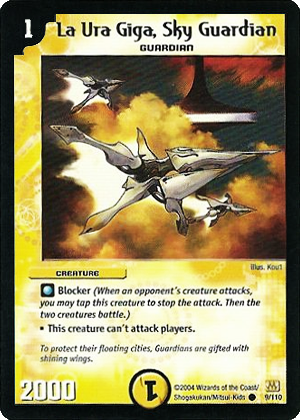 1 La Ura Giga, Sky Guardian
GUARDIAN
Illus. Kou1
CREATURE
Blocker (When an opponent's creature attacks,
you may tap this creature to stop the attack. Then the
two creatures battle.)
• This creature can't attack players.
To protect their floating cities, Guardians are gifted with
shining wings.
2000
1
©2004 Wizards of the Coast/
Shogakukan/Mitsui-Kids
9/110